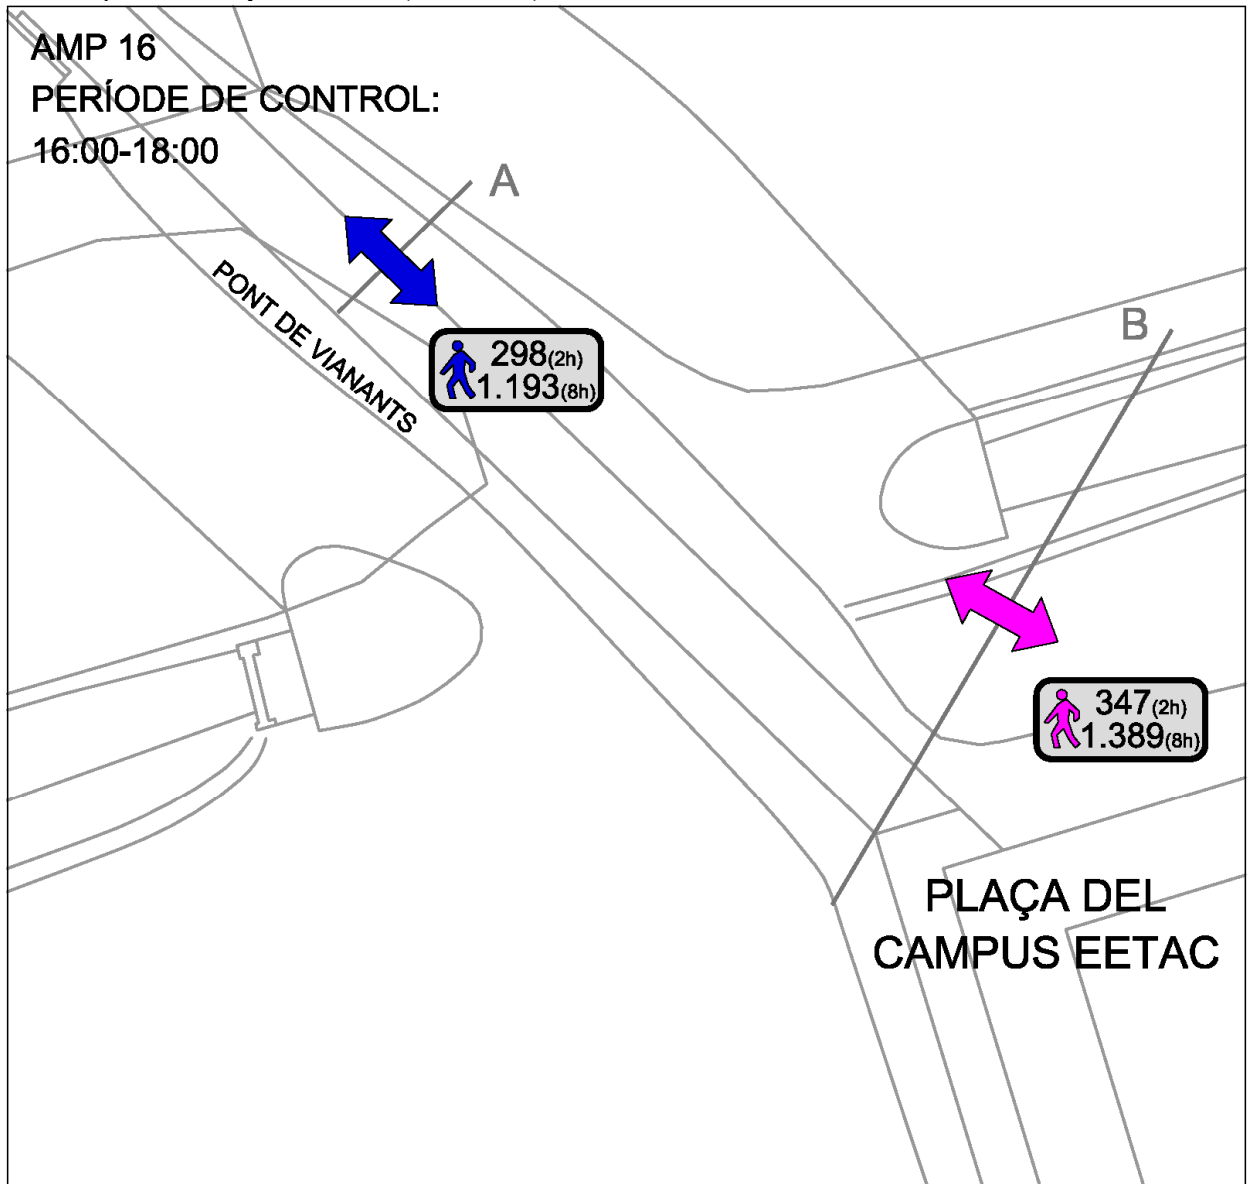 AMP 16
PERÍODE DE CONTROL:
16:00-18:00
A
PONT DE VIANANTS
298(2h)
1.193(8h)
B
347(2h)
1.389(8h)
PLAÇA DEL
CAMPUS EETAC